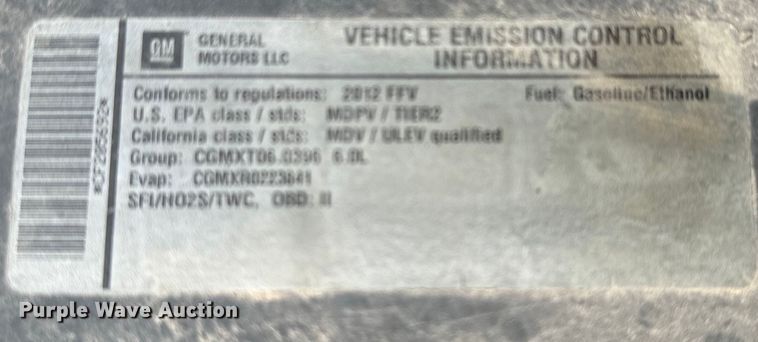 GM GENERAL MOTORS LLC
VEHICLE EMISSION CONTROL
INFORMATION
Conforms to regulations: 2012 FFV Fuel: Gasoline/Ethanol
U.S. EPA class / stds: MDPV / TIER2
California class / stds: MDV / ULEV qualified
Group: CGMXT06.0396 6.0L
Evap: CGMXR0223841
SFI/HO2S/TWC, OBD: II
Purple Wave Auction